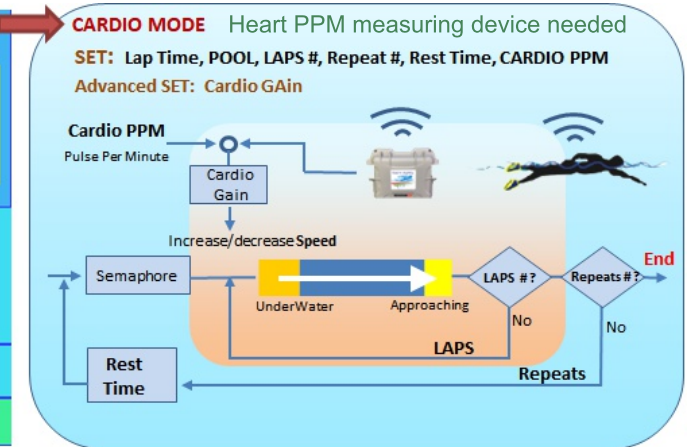 CARDIO MODE Heart PPM measuring device needed
SET: Lap Time, POOL, LAPS #, Repeat #, Rest Time, CARDIO PPM
Advanced SET: Cardio GAin
Cardio PPM
Pulse Per Minute
Cardio
Gain
Increase/decrease Speed
Semaphore
UnderWater
Approaching
LAPS #?
Repeats #?
End
No
No
LAPS
Repeats
Rest
Time